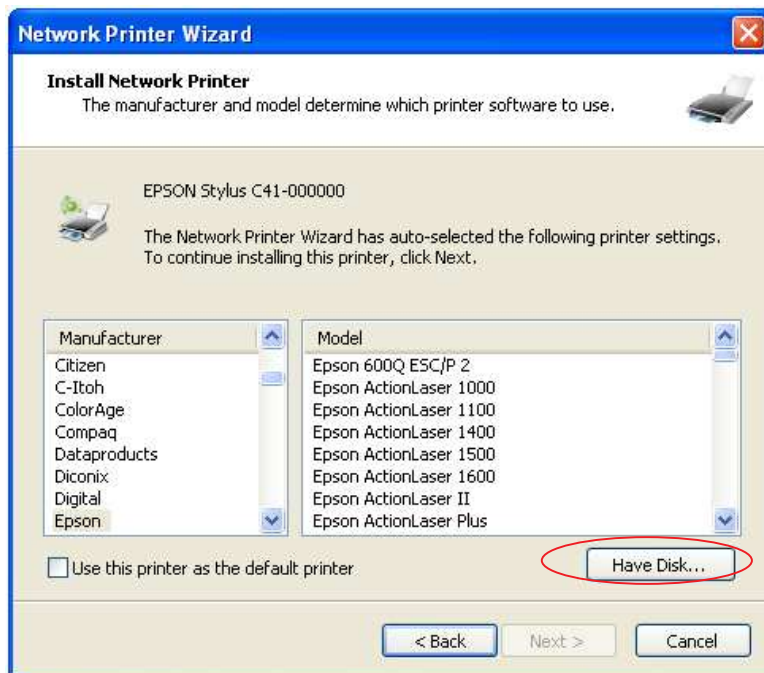 Network Printer Wizard
Install Network Printer
The manufacturer and model determine which printer software to use.
EPSON Stylus C41-000000
The Network Printer Wizard has auto-selected the following printer settings.
To continue installing this printer, click Next.
Manufacturer
Citizen
C-Itoh
ColorAge
Compaq
Dataproducts
Diconix
Digital
Epson
Model
Epson 600Q ESC/P 2
Epson ActionLaser 1000
Epson ActionLaser 1100
Epson ActionLaser 1400
Epson ActionLaser 1500
Epson ActionLaser 1600
Epson ActionLaser II
Epson ActionLaser Plus
Use this printer as the default printer
Have Disk...
< Back
Next >
Cancel